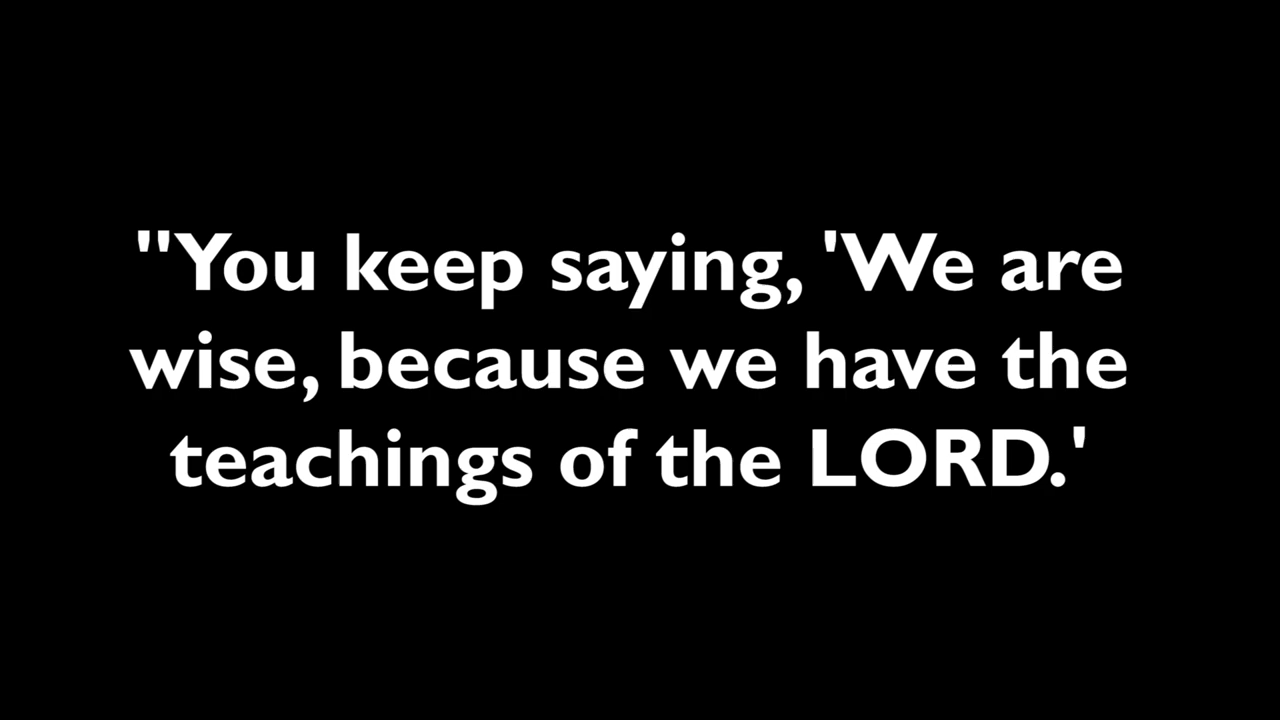 "You keep saying, 'We are
wise, because we have the
teachings of the LORD.'